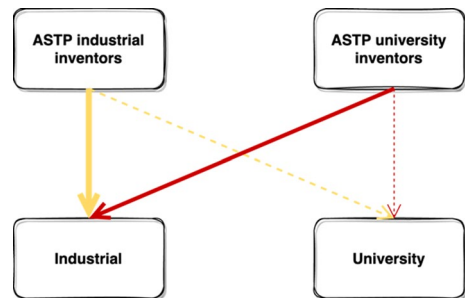 ASTP industrial
inventors
ASTP university
inventors
Industrial
University